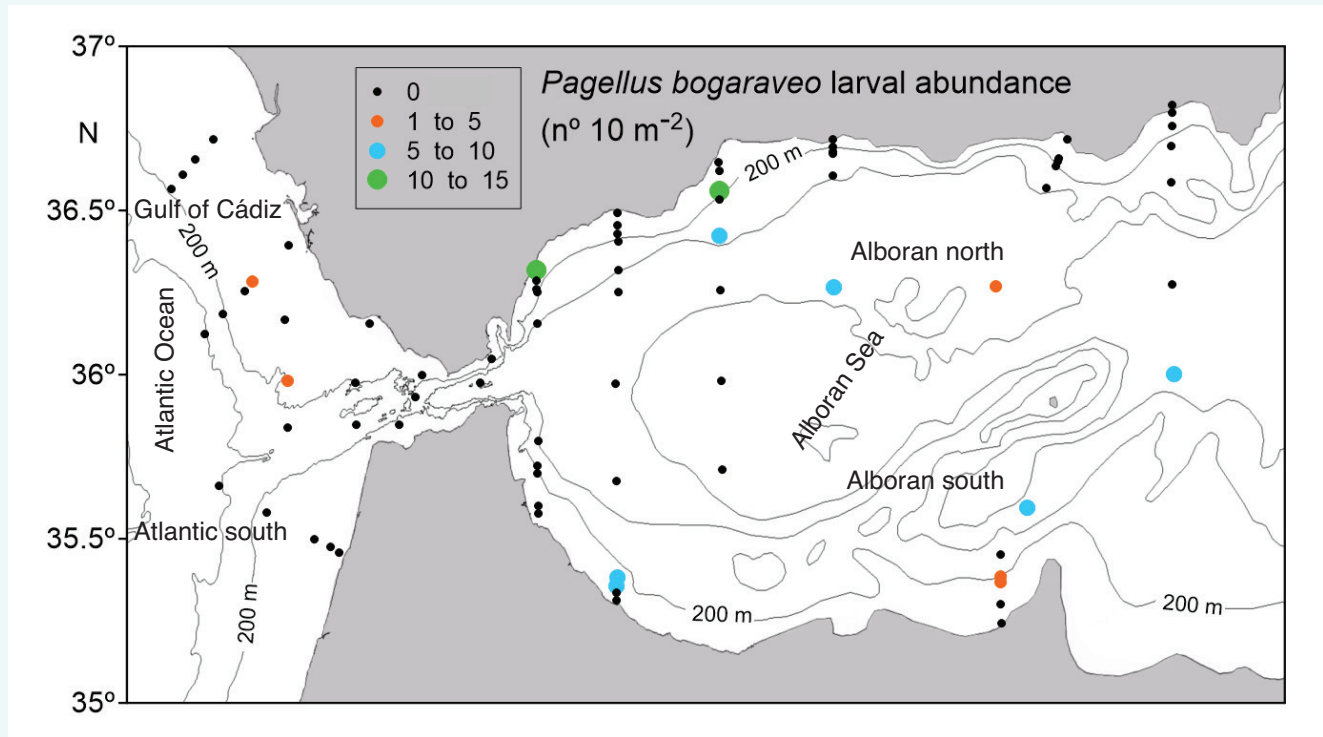 37º
Pagellus bogaraveo larval abundance
(nº 10 m⁻²)
0
1 to 5
5 to 10
10 to 15
N
200 m
36.5º
Gulf of Cádiz
200 m
Alboran north
Atlantic Ocean
Alboran Sea
36º
Alboran south
35.5º
Atlantic south
200 m
200 m
200 m
35º